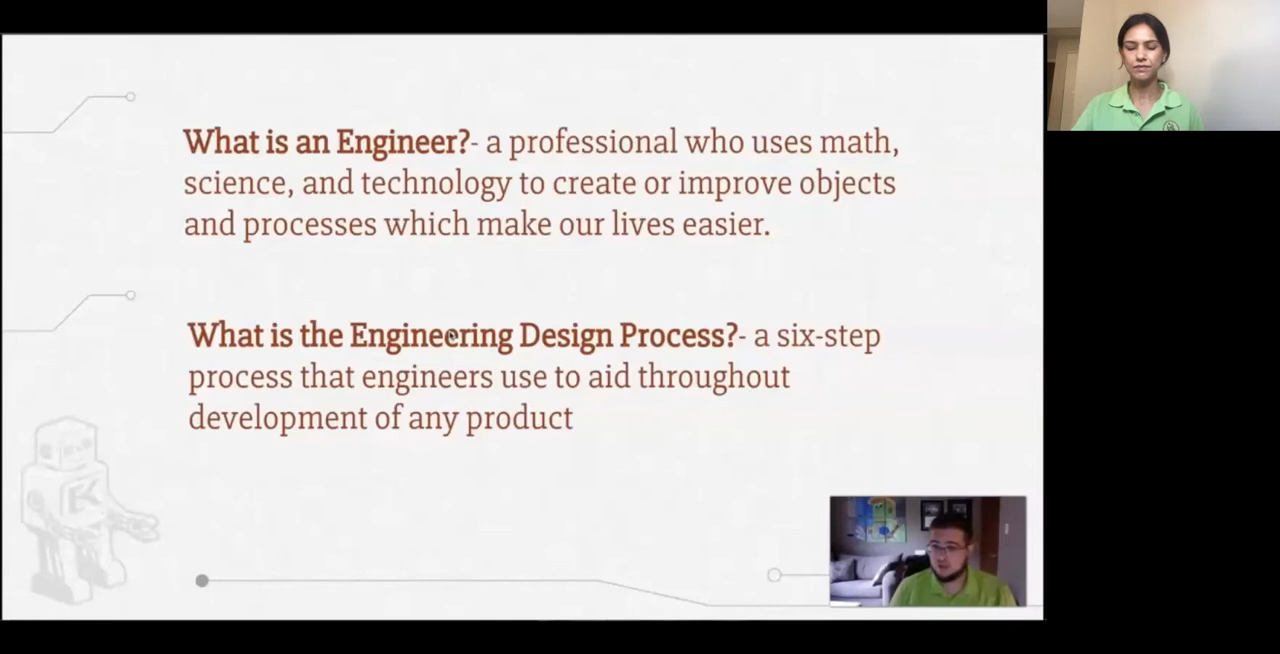 What is an Engineer?- a professional who uses math,
science, and technology to create or improve objects
and processes which make our lives easier.
What is the Engineering Design Process?- a six-step
process that engineers use to aid throughout
development of any product
K